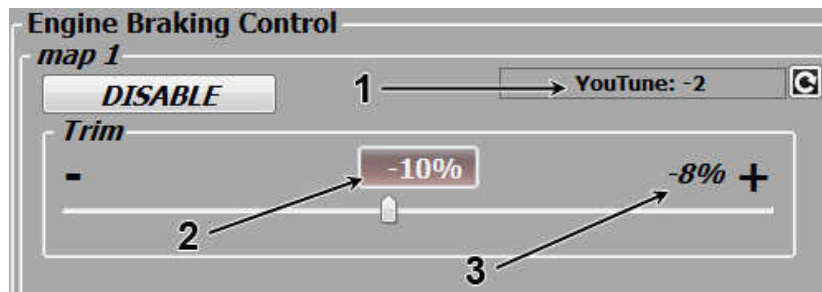 Engine Braking Control
map 1
DISABLE
1
YouTune: -2
Trim
- -10% -8% +
2
3